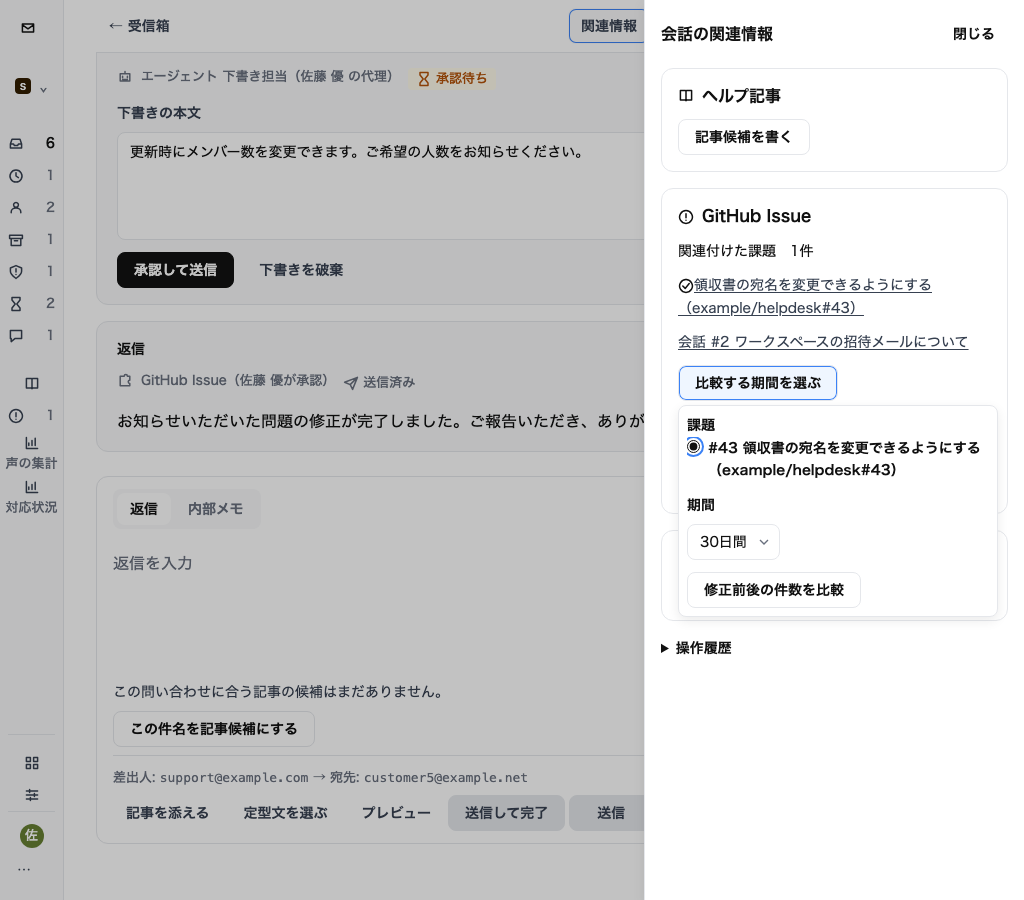 S
6
1
2
1
1
2
1
1
声の集計
対応状況
佐
…
← 受信箱
関連情報
エージェント 下書き担当（佐藤 優 の代理）
承認待ち
下書きの本文
更新時にメンバー数を変更できます。ご希望の人数をお知らせください。
承認して送信
下書きを破棄
返信
GitHub Issue（佐藤 優が承認）
送信済み
お知らせいただいた問題の修正が完了しました。ご報告いただき、ありが
返信
内部メモ
返信を入力
この問い合わせに合う記事の候補はまだありません。
この件名を記事候補にする
差出人: support@example.com → 宛先: customer5@example.net
記事を添える
定型文を選ぶ
プレビュー
送信して完了
送信
会話の関連情報
閉じる
ヘルプ記事
記事候補を書く
GitHub Issue
関連付けた課題 1件
領収書の宛名を変更できるようにする
（example/helpdesk#43）
会話 #2 ワークスペースの招待メールについて
比較する期間を選ぶ
課題
#43 領収書の宛名を変更できるようにする
（example/helpdesk#43）
期間
30日間
修正前後の件数を比較
▶ 操作履歴